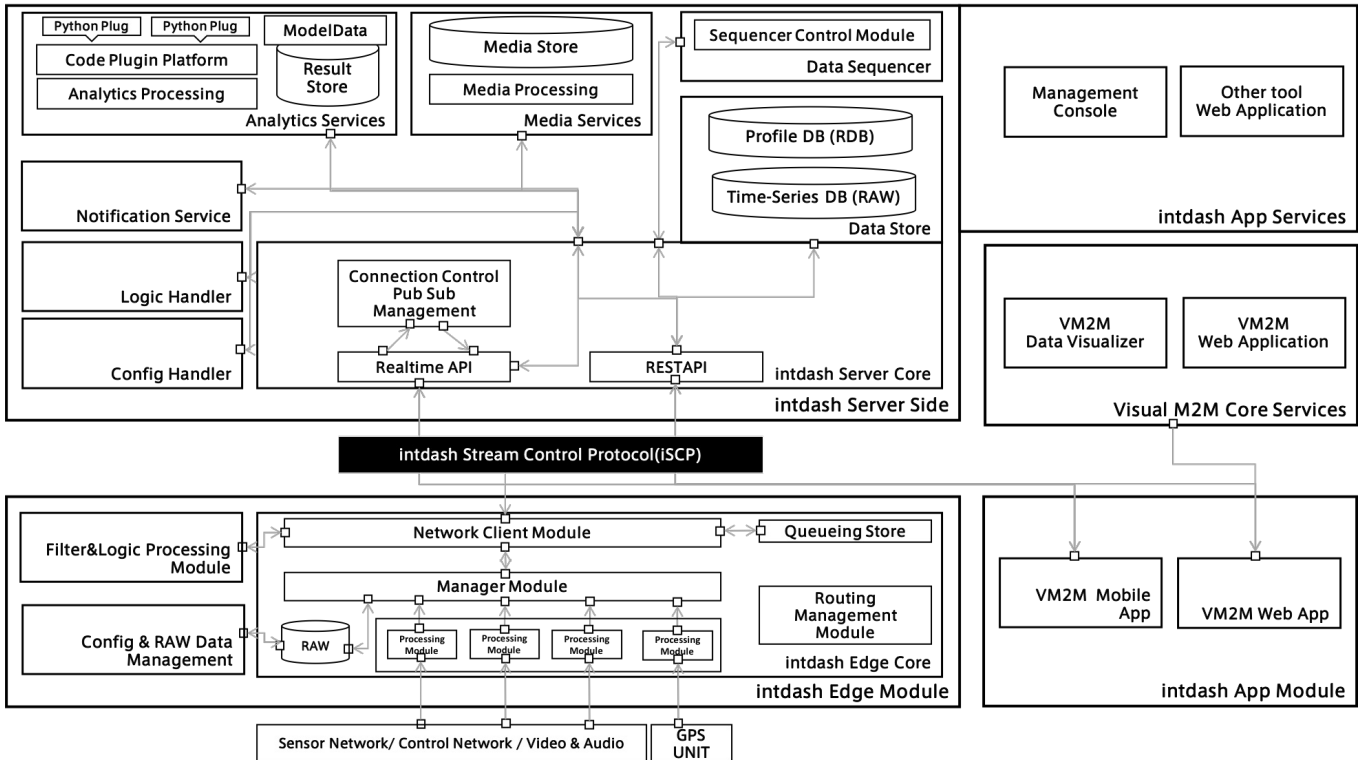 Python Plug
Python Plug
Code Plugin Platform
Analytics Processing
ModelData
Result
Store
Analytics Services
Media Store
Media Processing
Media Services
Sequencer Control Module
Data Sequencer
Profile DB (RDB)
Time-Series DB (RAW)
Data Store
Management
Console
Other tool
Web Application
intdash App Services
Notification Service
Logic Handler
Config Handler
Connection Control
Pub Sub
Management
Realtime API
RESTAPI
intdash Server Core
intdash Server Side
VM2M
Data Visualizer
VM2M
Web Application
Visual M2M Core Services
intdash Stream Control Protocol(iSCP)
Filter&Logic Processing
Module
Config & RAW Data
Management
Network Client Module
Queueing Store
Manager Module
RAW
Processing
Module
Processing
Module
Processing
Module
Processing
Module
Routing
Management
Module
intdash Edge Core
intdash Edge Module
VM2M Mobile
App
VM2M Web App
intdash App Module
Sensor Network/ Control Network / Video & Audio
GPS
UNIT